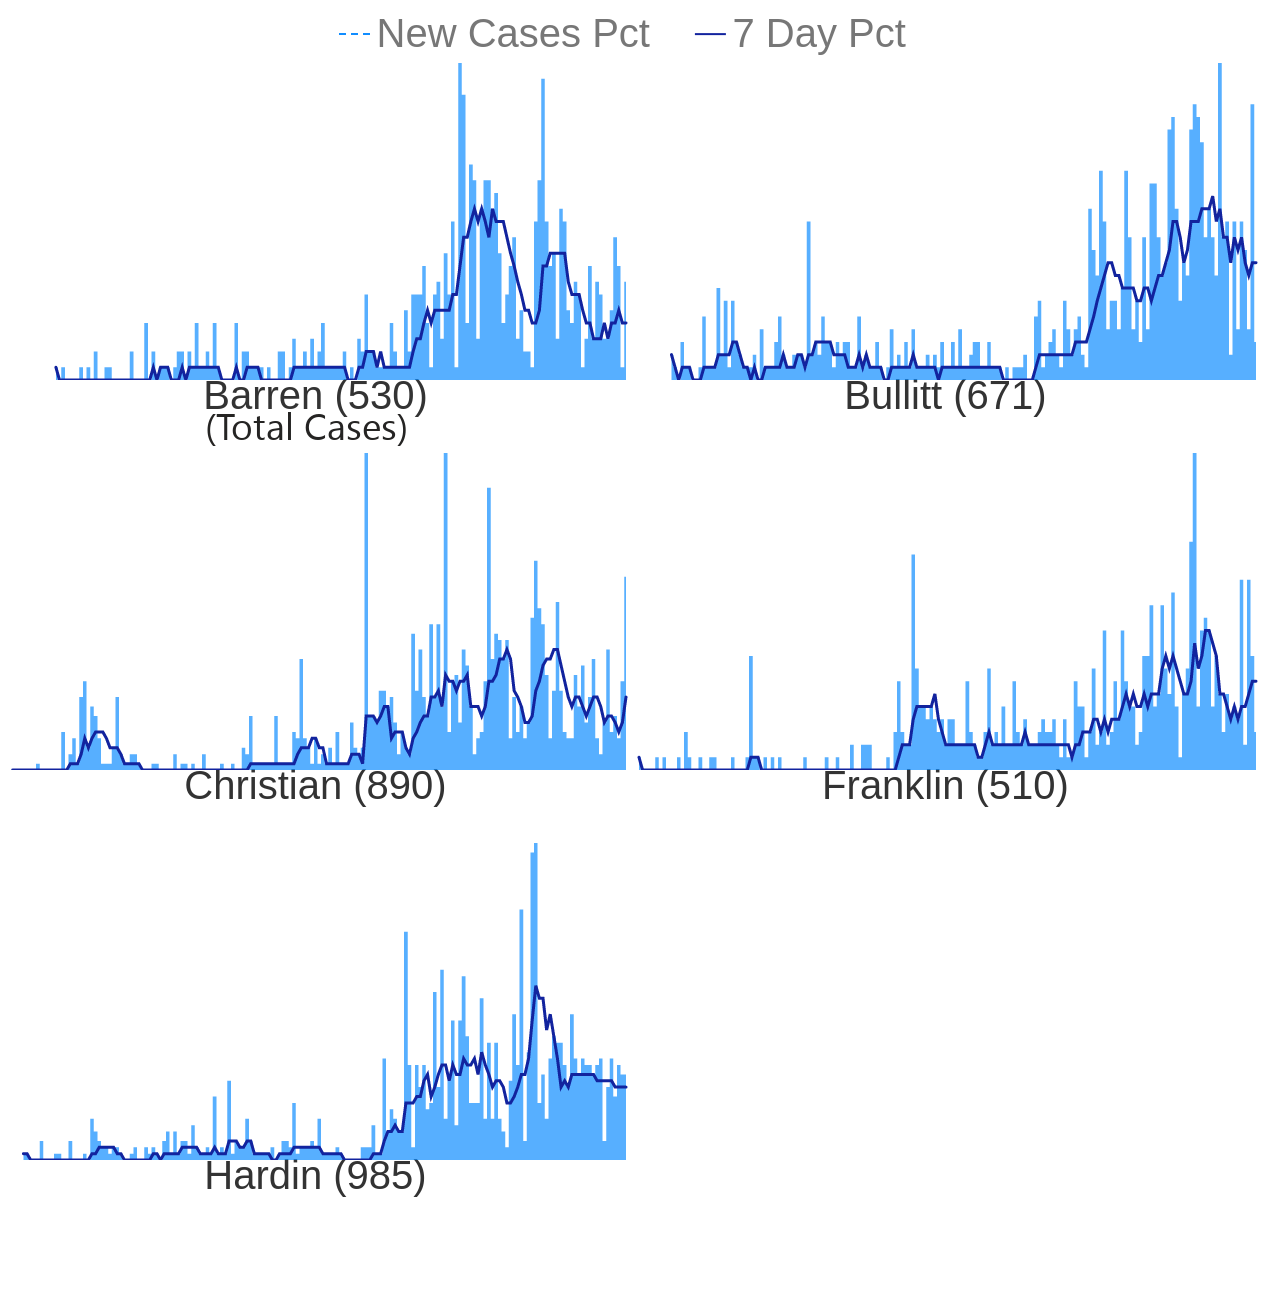 New Cases Pct 7 Day Pct
Barren (530)
(Total Cases)
Bullitt (671)
Christian (890)
Franklin (510)
Hardin (985)